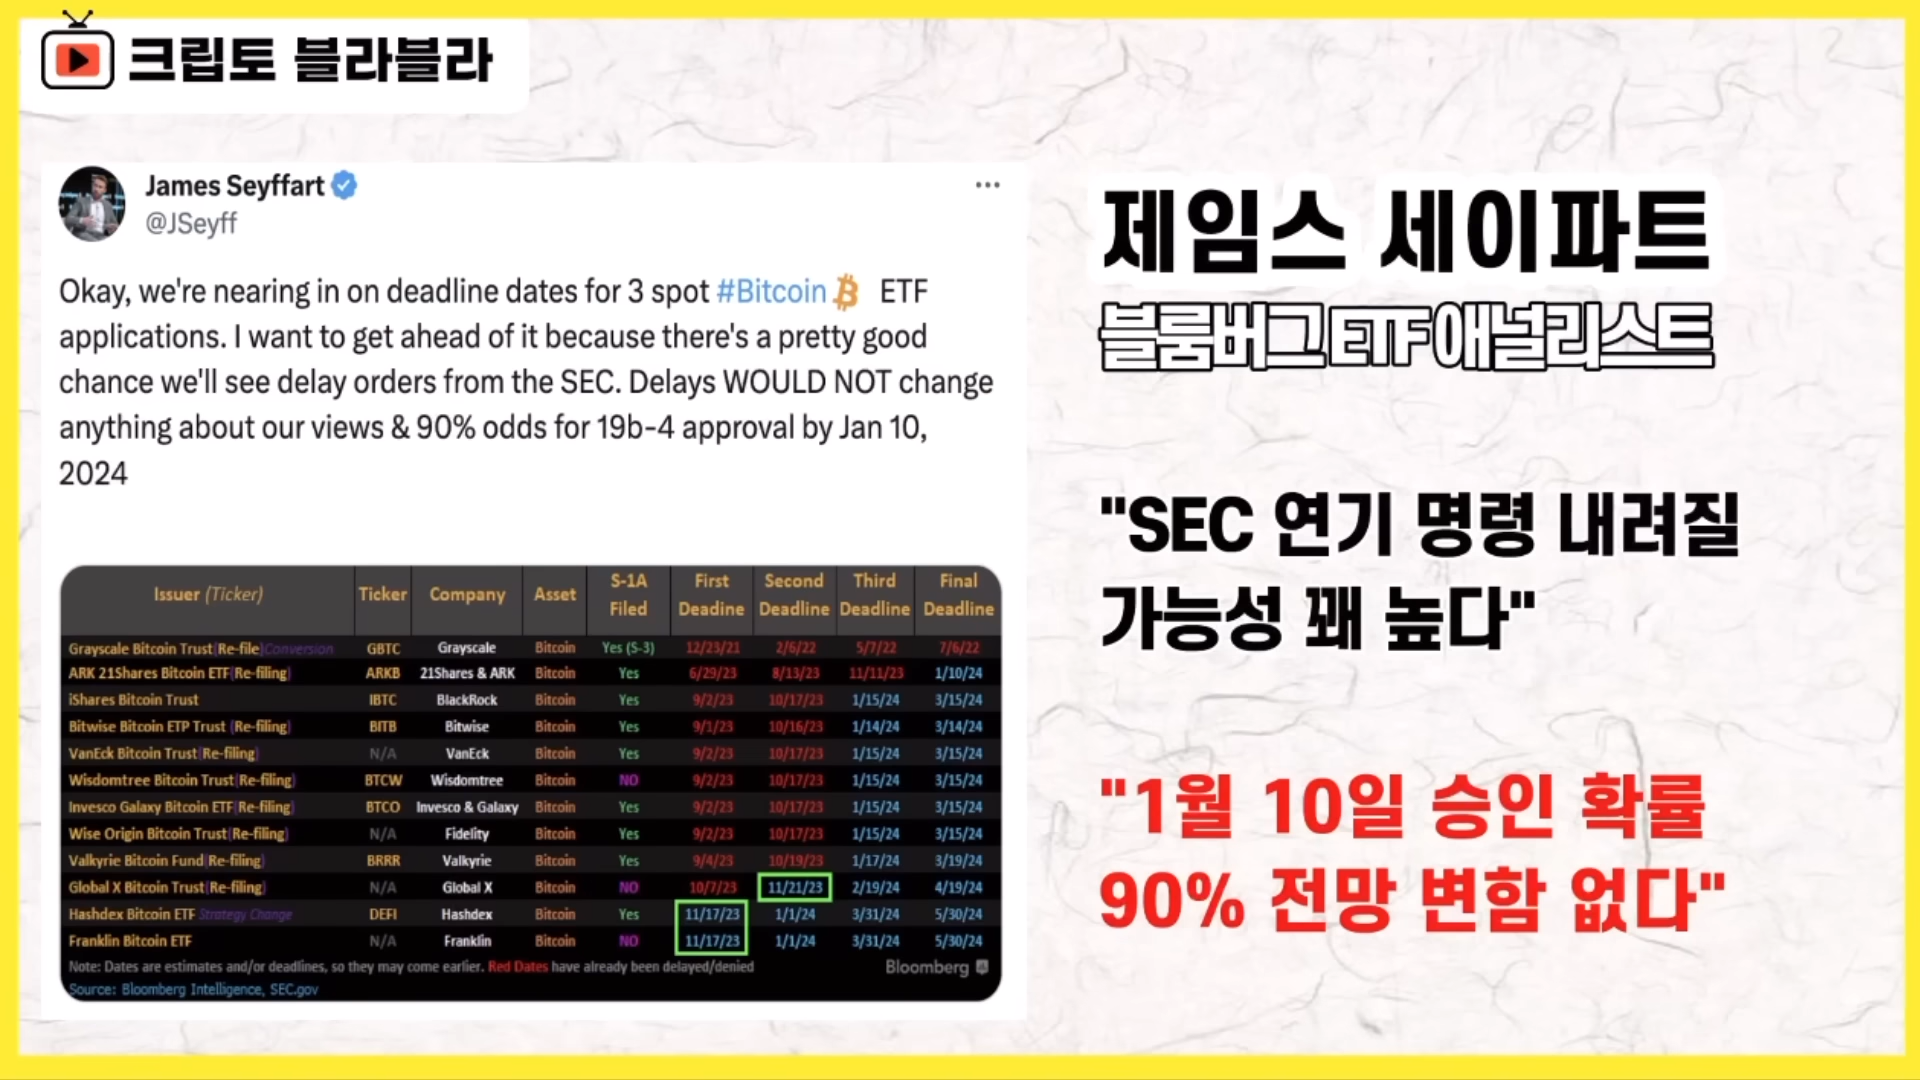 크립토 블라블라
James Seyffart
@JSeyff
Okay, we're nearing in on deadline dates for 3 spot #Bitcoin ETF
applications. I want to get ahead of it because there's a pretty good
chance we'll see delay orders from the SEC. Delays WOULD NOT change
anything about our views & 90% odds for 19b-4 approval by Jan 10,
2024
Issuer (Ticker) Ticker Company Asset S-1A Filed First Deadine Second Deadline Third Deadline Final Deadline
Grayscale Bitcoin Trust(Re-file)Conversion GBTC Grayscale Bitcoin Yes (S-3) 12/23/21 2/6/22 5/7/22 7/6/22
ARK 21Shares Bitcoin ETF(Re-filing) ARKB 21Shares & ARK Bitcoin Yes 6/29/23 8/13/23 11/11/23 1/10/24
iShares Bitcoin Trust IBTC BlackRock Bitcoin Yes 9/2/23 10/17/23 1/15/24 3/15/24
Bitwise Bitcoin ETP Trust (Re-filing) BITB Bitwise Bitcoin Yes 9/1/23 10/16/23 1/14/24 3/14/24
VanEck Bitcoin Trust(Re-filing) N/A VanEck Bitcoin Yes 9/2/23 10/17/23 1/15/24 3/15/24
Wisdomtree Bitcoin Trust(Re-filing) BTCW Wisdomtree Bitcoin NO 9/2/23 10/17/23 1/15/24 3/15/24
Invesco Galaxy Bitcoin ETF(Re-filing) BTCO Invesco & Galaxy Bitcoin Yes 9/2/23 10/17/23 1/15/24 3/15/24
Wise Origin Bitcoin Trust(Re-filing) N/A Fidelity Bitcoin Yes 9/2/23 10/17/23 1/15/24 3/15/24
Valkyrie Bitcoin Fund(Re-filing) BRRR Valkyrie Bitcoin Yes 9/4/23 10/19/23 1/17/24 3/19/24
Global X Bitcoin Trust(Re-filing) N/A Global X Bitcoin NO 10/7/23 11/21/23 2/19/24 4/19/24
Hashdex Bitcoin ETF Strategy Change DEFI Hashdex Bitcoin Yes 11/17/23 1/1/24 3/31/24 5/30/24
Franklin Bitcoin ETF N/A Franklin Bitcoin NO 11/17/23 1/1/24 3/31/24 5/30/24
Note: Dates are estimates and/or deadlines, so they may come earlier. Red Dates have already been delayed/denied
Bloomberg
Source: Bloomberg Intelligence, SEC.gov
제임스 세이파트
블룸버그 ETF 애널리스트
"SEC 연기 명령 내려질
가능성 꽤 높다"
"1월 10일 승인 확률
90% 전망 변함 없다"